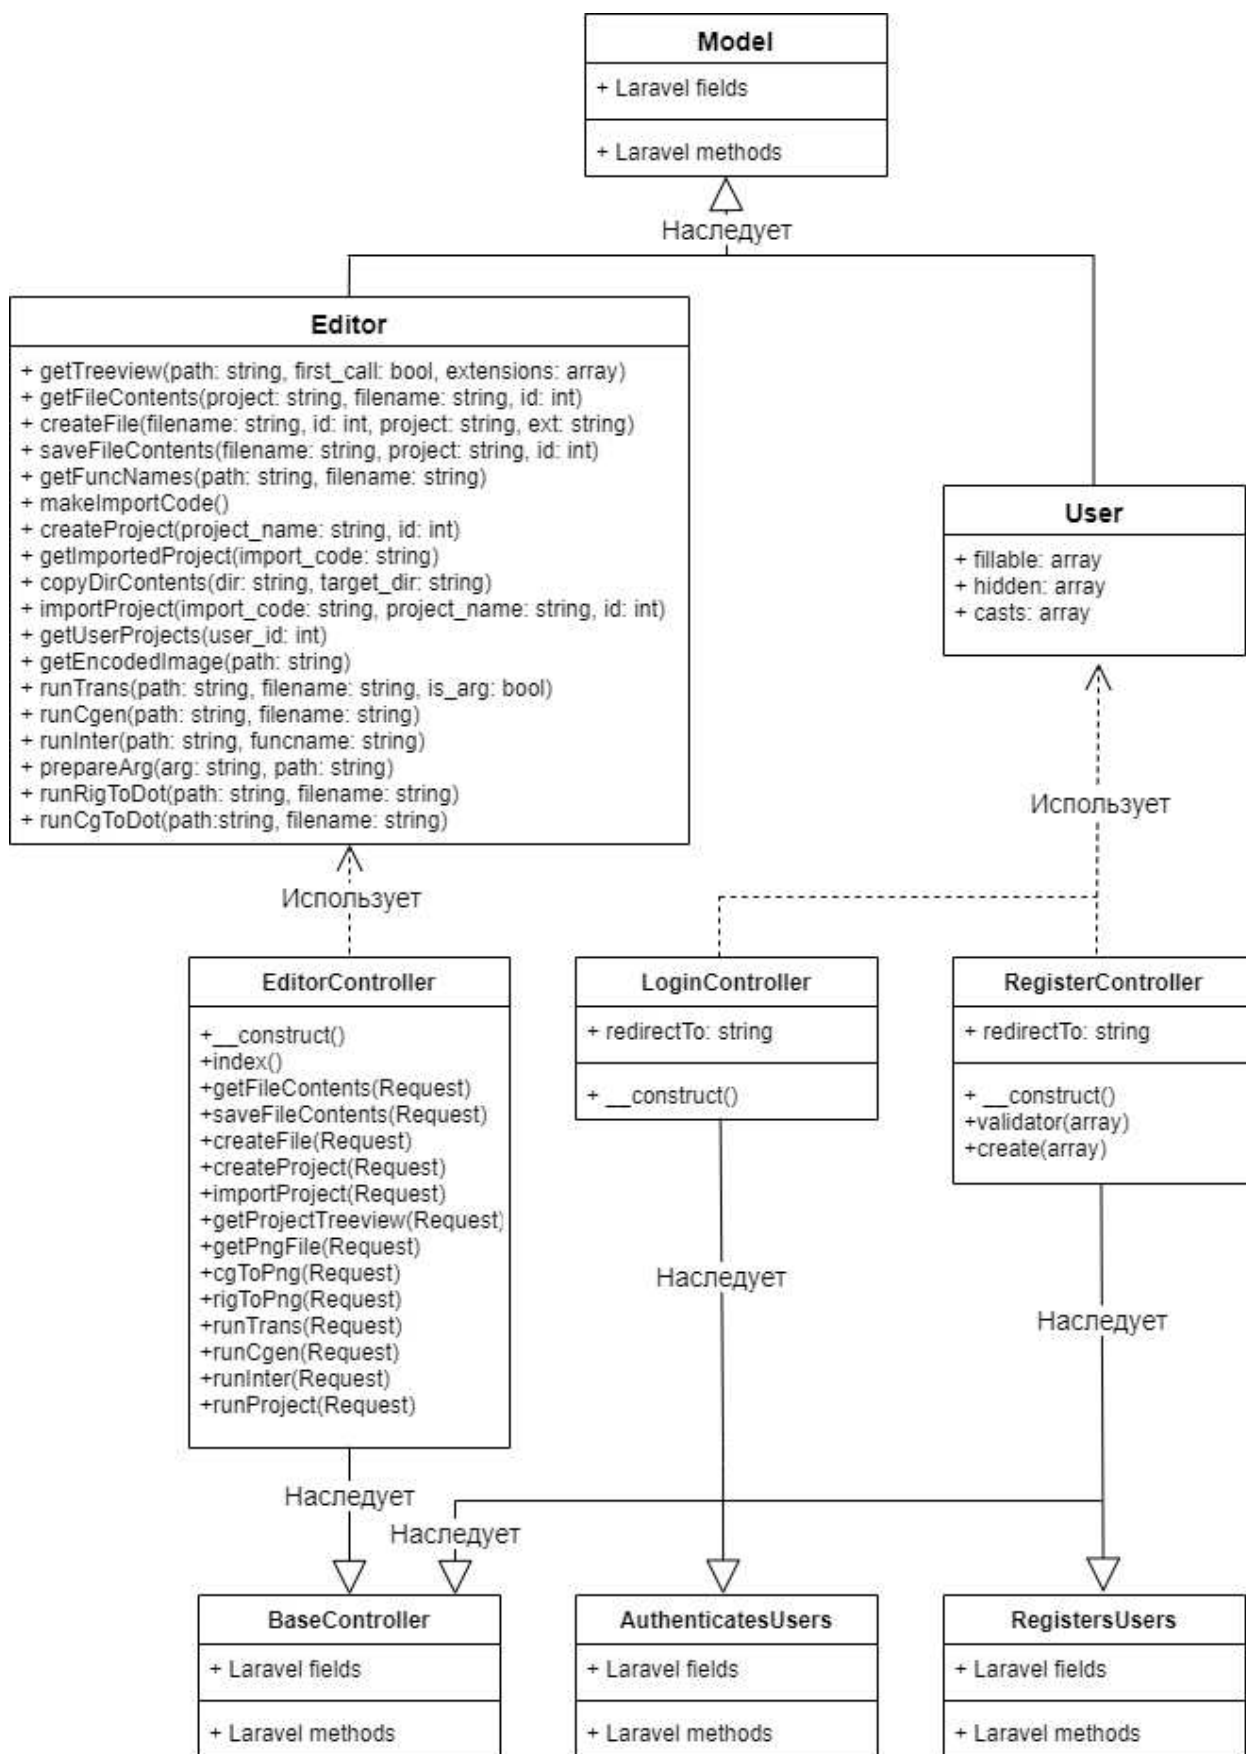 Model
+ Laravel fields
+ Laravel methods
Наследует
Editor
+ getTreeview(path: string, first_call: bool, extensions: array)
+ getFileContents(project: string, filename: string, id: int)
+ createFile(filename: string, id: int, project: string, ext: string)
+ saveFileContents(filename: string, project: string, id: int)
+ getFuncNames(path: string, filename: string)
+ makeImportCode()
+ createProject(project_name: string, id: int)
+ getImportedProject(import_code: string)
+ copyDirContents(dir: string, target_dir: string)
+ importProject(import_code: string, project_name: string, id: int)
+ getUserProjects(user_id: int)
+ getEncodedImage(path: string)
+ runTrans(path: string, filename: string, is_arg: bool)
+ runCgen(path: string, filename: string)
+ runInter(path: string, funcname: string)
+ prepareArg(arg: string, path: string)
+ runRigToDot(path: string, filename: string)
+ runCgToDot(path:string, filename: string)
User
+ fillable: array
+ hidden: array
+ casts: array
Использует
Использует
EditorController
+__construct()
+index()
+getFileContents(Request)
+saveFileContents(Request)
+createFile(Request)
+createProject(Request)
+importProject(Request)
+getProjectTreeview(Request)
+getPngFile(Request)
+cgToPng(Request)
+rigToPng(Request)
+runTrans(Request)
+runCgen(Request)
+runInter(Request)
+runProject(Request)
LoginController
+ redirectTo: string
+ __construct()
RegisterController
+ redirectTo: string
+ __construct()
+validator(array)
+create(array)
Наследует
Наследует
Наследует
Наследует
BaseController
+ Laravel fields
+ Laravel methods
AuthenticatesUsers
+ Laravel fields
+ Laravel methods
RegistersUsers
+ Laravel fields
+ Laravel methods